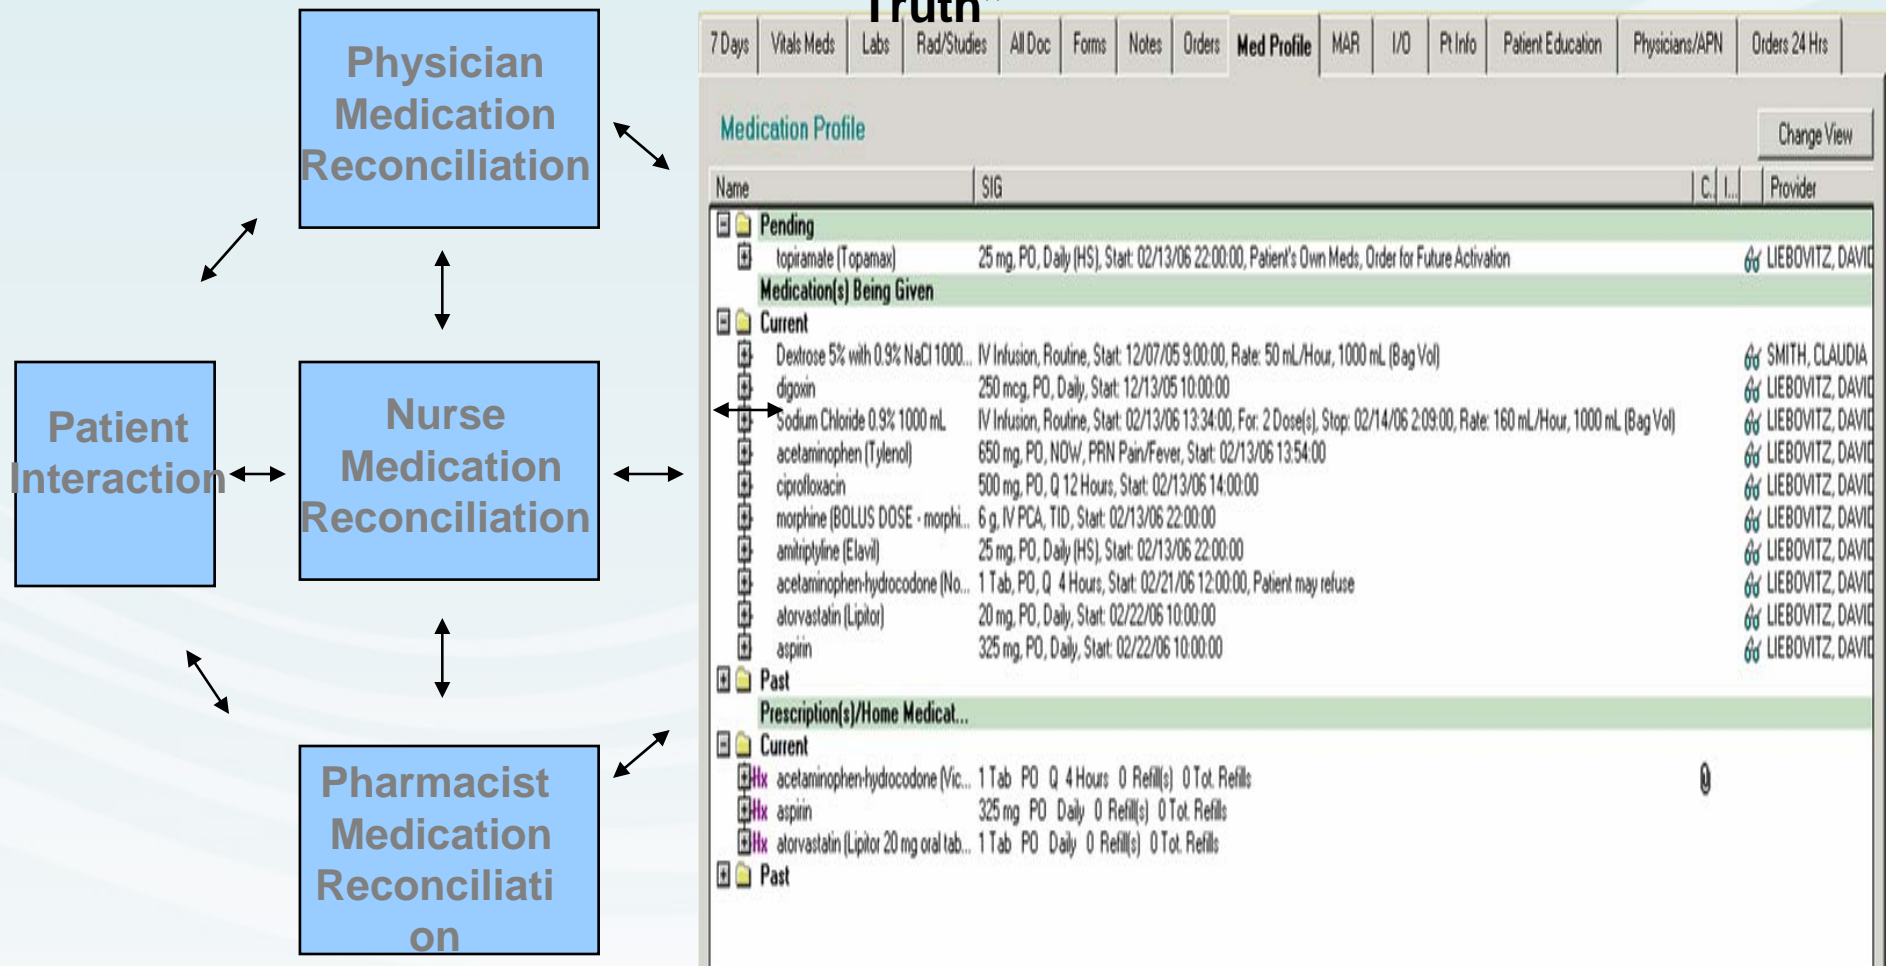 Truth"
Physician
Medication
Reconciliation
Patient
Interaction
Nurse
Medication
Reconciliation
Pharmacist
Medication
Reconciliati
on
7 Days Vitals Meds Labs Rad/Studies All Doc Forms Notes Orders Med Profile MAR I/O Pt Info Patient Education Physicians/APN Orders 24 Hrs
Medication Profile
Change View
Name SIG C. I... Provider
Pending
topiramate (Topamax) 25 mg, PO, Daily (HS), Start: 02/13/06 22:00:00, Patient's Own Meds, Order for Future Activation LIEBOVITZ, DAVID
Medication(s) Being Given
Current
Dextrose 5% with 0.9% NaCl 1000... IV Infusion, Routine, Start: 12/07/05 9:00:00, Rate: 50 mL/Hour, 1000 mL (Bag Vol) SMITH, CLAUDIA
digoxin 250 mcg, PO, Daily, Start: 12/13/05 10:00:00 LIEBOVITZ, DAVID
Sodium Chloride 0.9% 1000 mL IV Infusion, Routine, Start: 02/13/06 13:34:00, For: 2 Dose(s), Stop: 02/14/06 2:09:00, Rate: 160 mL/Hour, 1000 mL (Bag Vol) LIEBOVITZ, DAVID
acetaminophen (Tylenol) 650 mg, PO, NOW, PRN Pain/Fever, Start: 02/13/06 13:54:00 LIEBOVITZ, DAVID
ciprofloxacin 500 mg, PO, Q 12 Hours, Start: 02/13/06 14:00:00 LIEBOVITZ, DAVID
morphine (BOLUS DOSE - morphi... 6 g, IV PCA, TID, Start: 02/13/06 22:00:00 LIEBOVITZ, DAVID
amitriptyline (Elavil) 25 mg, PO, Daily (HS), Start: 02/13/06 22:00:00 LIEBOVITZ, DAVID
acetaminophen-hydrocodone (No... 1 Tab, PO, Q 4 Hours, Start: 02/21/06 12:00:00, Patient may refuse LIEBOVITZ, DAVID
atorvastatin (Lipitor) 20 mg, PO, Daily, Start: 02/22/06 10:00:00 LIEBOVITZ, DAVID
aspirin 325 mg, PO, Daily, Start: 02/22/06 10:00:00 LIEBOVITZ, DAVID
Past
Prescription(s)/Home Medicat...
Current
Hx acetaminophen-hydrocodone (Vic... 1 Tab PO Q 4 Hours 0 Refill(s) 0 Tot. Refills
Hx aspirin 325 mg PO Daily 0 Refill(s) 0 Tot. Refills
Hx atorvastatin (Lipitor 20 mg oral tab... 1 Tab PO Daily 0 Refill(s) 0 Tot. Refills
Past